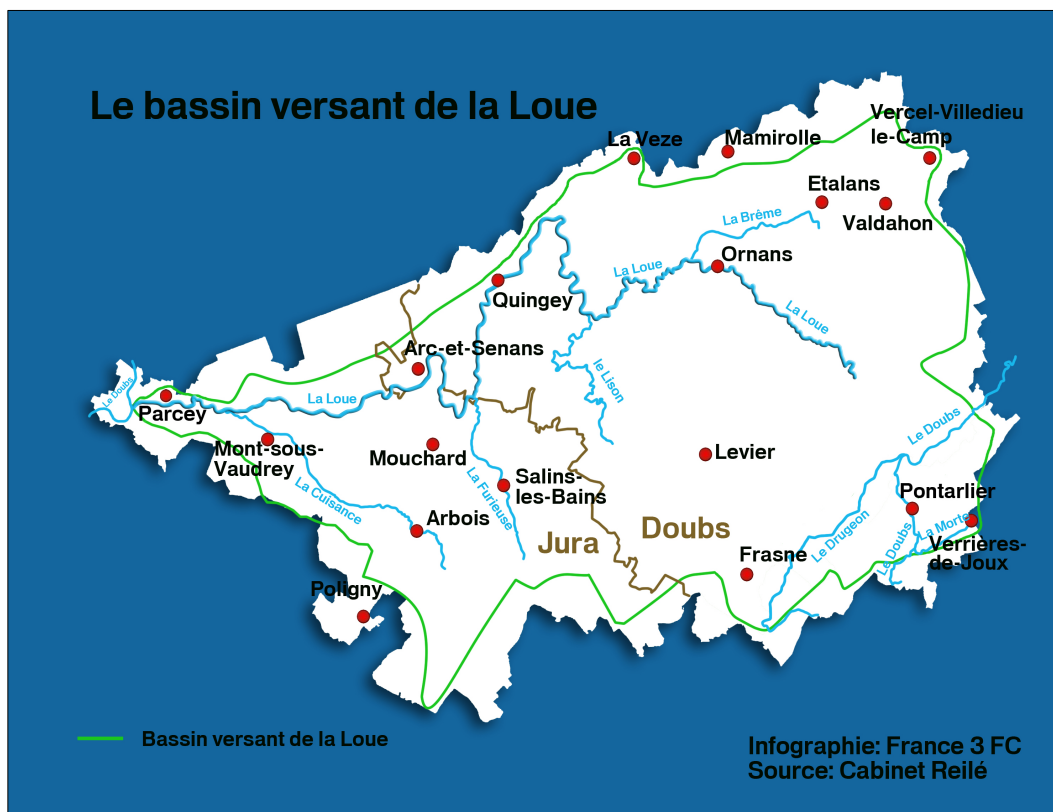 Le bassin versant de la Loue
Vercel-Villedieu
le-Camp
La Veze
Mamirolle
Etalans
Valdahon
La Brême
Ornans
La Loue
La Loue
Quingey
Arc-et-Senans
le Lison
Le Doubs
La Loue
Parcey
Le Doubs
Mont-sous-
Vaudrey
Mouchard
Levier
La Cuisance
La Furieuse
Salins-
les-Bains
Pontarlier
Arbois
Jura
Doubs
Le Drugeon
Le Doubs
La Morte
Verrières-
de-Joux
Frasne
Poligny
Bassin versant de la Loue
Infographie: France 3 FC
Source: Cabinet Reilé